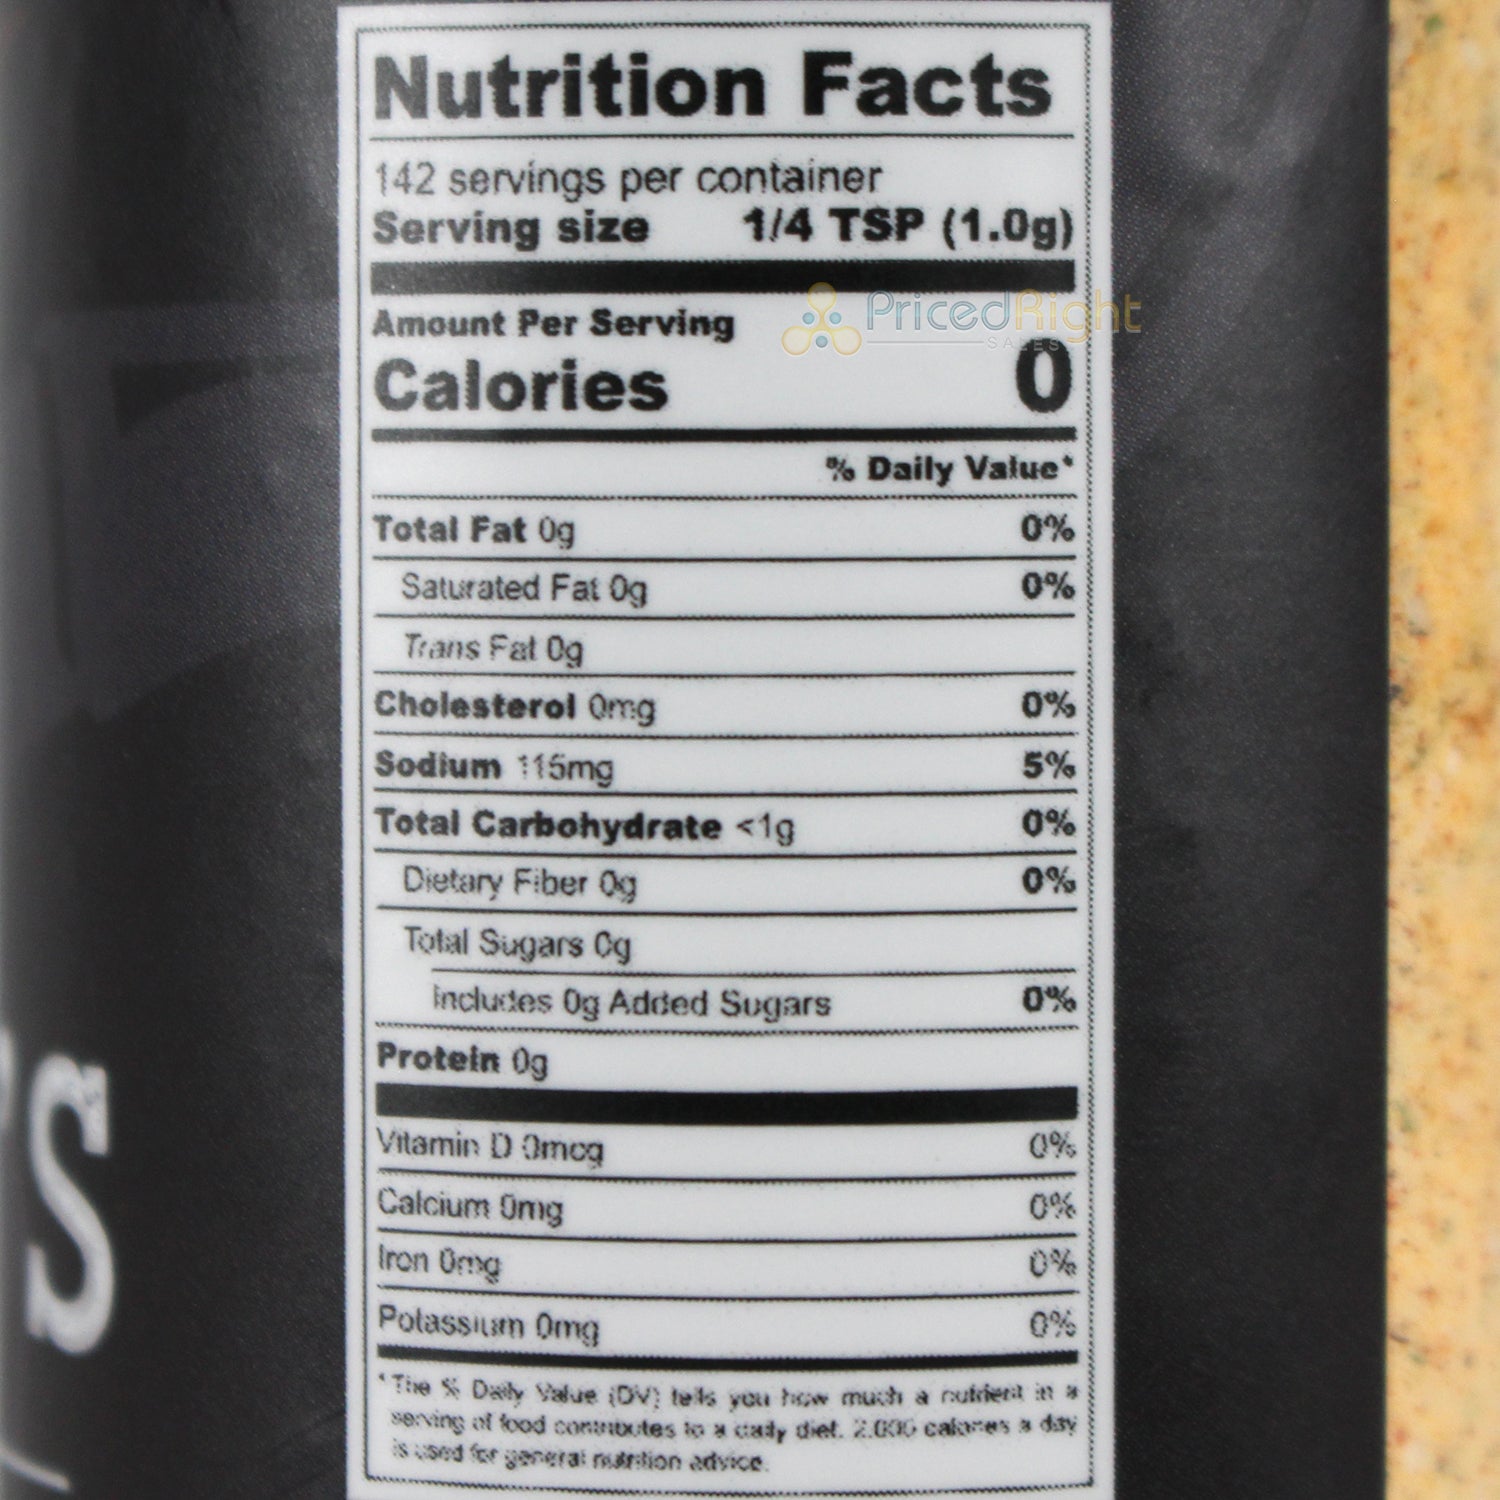 Nutrition Facts
142 servings per container
Serving size 1/4 TSP (1.0g)
PricedRight
SALES
Amount Per Serving
Calories 0
% Daily Value*
Total Fat 0g 0%
Saturated Fat 0g 0%
Trans Fat 0g
Cholesterol 0mg 0%
Sodium 115mg 5%
Total Carbohydrate <1g 0%
Dietary Fiber 0g 0%
Total Sugars 0g
Includes 0g Added Sugars 0%
Protein 0g
Vitamin D 0mcg 0%
Calcium 0mg 0%
Iron 0mg 0%
Potassium 0mg 0%
* The % Daily Value (DV) tells you how much a nutrient in a
serving of food contributes to a daily diet. 2,000 calories a day
is used for general nutrition advice.